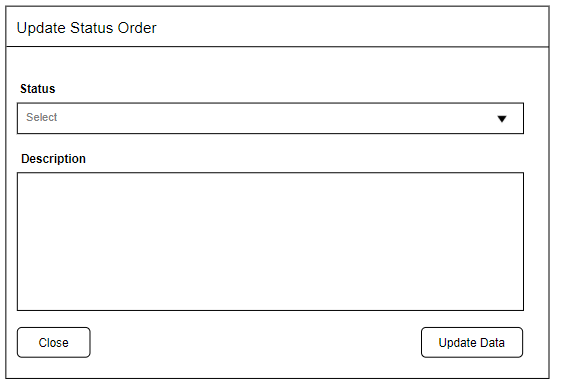 Update Status Order
Status
Select
Description
Close
Update Data